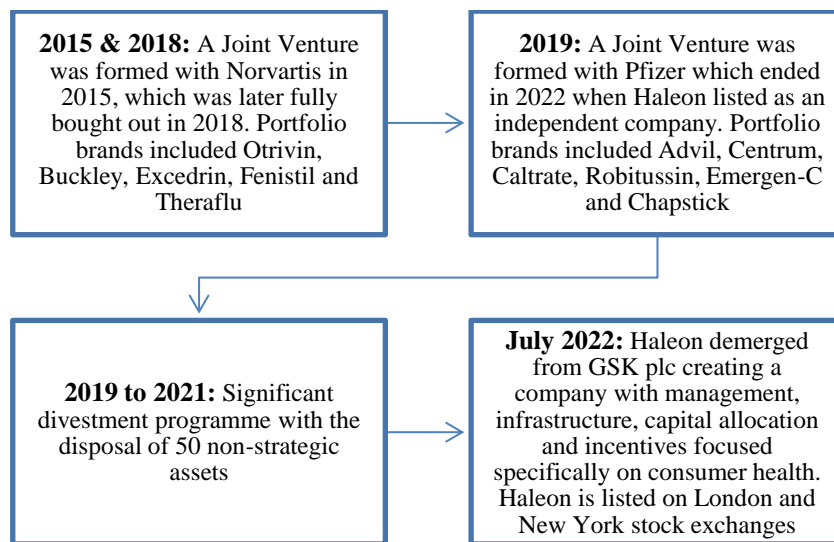 2015 & 2018: A Joint Venture
was formed with Norvartis in
2015, which was later fully
bought out in 2018. Portfolio
brands included Otrivin,
Buckley, Excedrin, Fenistil and
Theraflu
2019: A Joint Venture was
formed with Pfizer which ended
in 2022 when Haleon listed as an
independent company. Portfolio
brands included Advil, Centrum,
Caltrate, Robitussin, Emergen-C
and Chapstick
2019 to 2021: Significant
divestment programme with the
disposal of 50 non-strategic
assets
July 2022: Haleon demerged
from GSK plc creating a
company with management,
infrastructure, capital allocation
and incentives focused
specifically on consumer health.
Haleon is listed on London and
New York stock exchanges